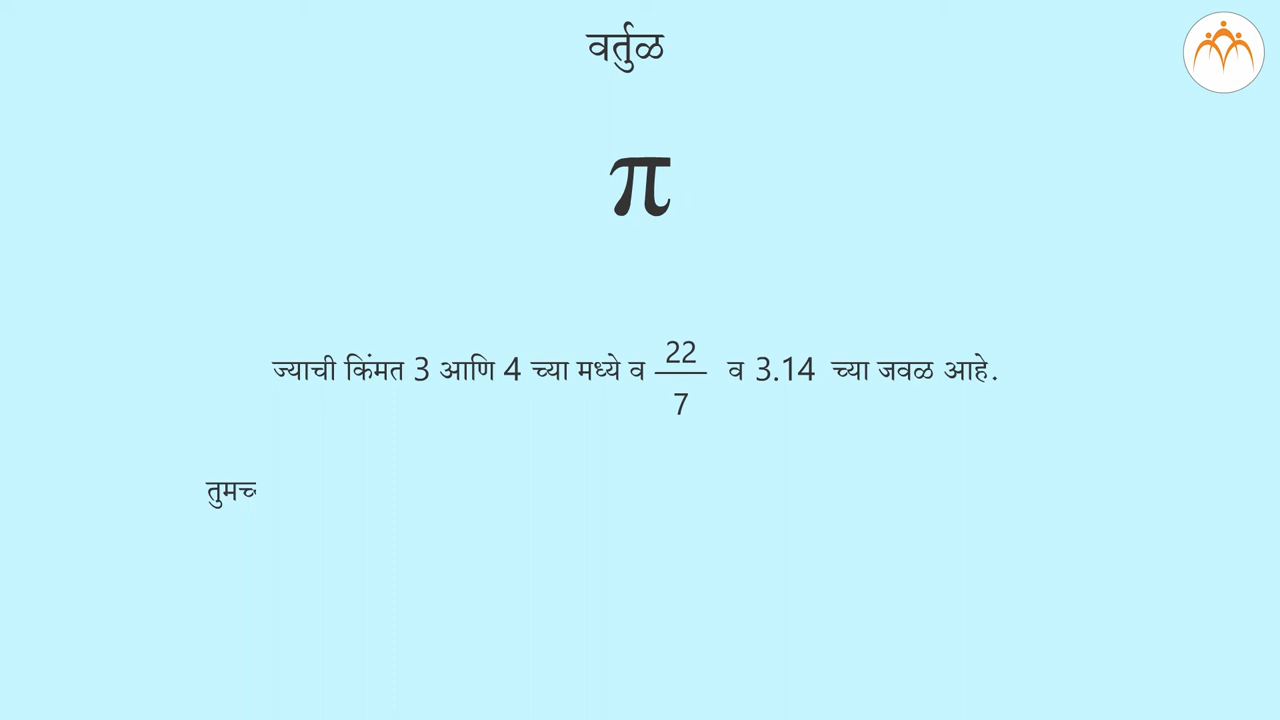 वर्तुळ
π
ज्याची किंमत 3 आणि 4 च्या मध्ये व 22/7 व 3.14 च्या जवळ आहे.